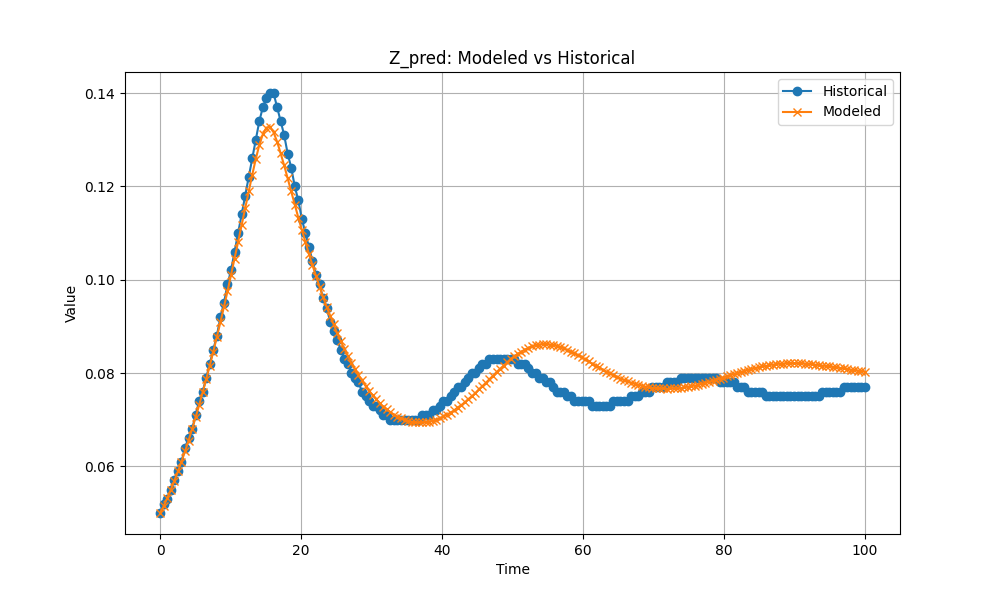 Z_pred: Modeled vs Historical
Historical
Modeled
Value
0.14
0.12
0.10
0.08
0.06
0
20
40
60
80
100
Time